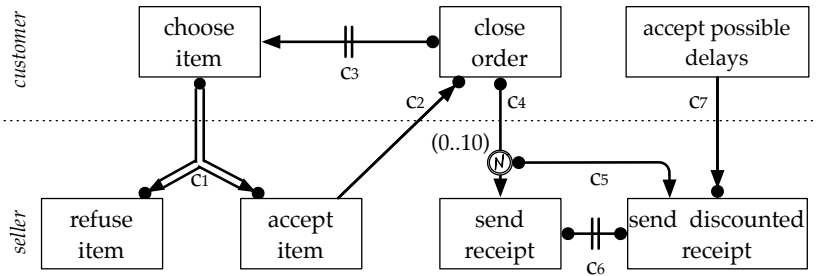 customer
choose
item
close
order
accept possible
delays
c3
c2
c4
c7
(0..10)
N
c1
c5
seller
refuse
item
accept
item
send
receipt
send discounted
receipt
c6